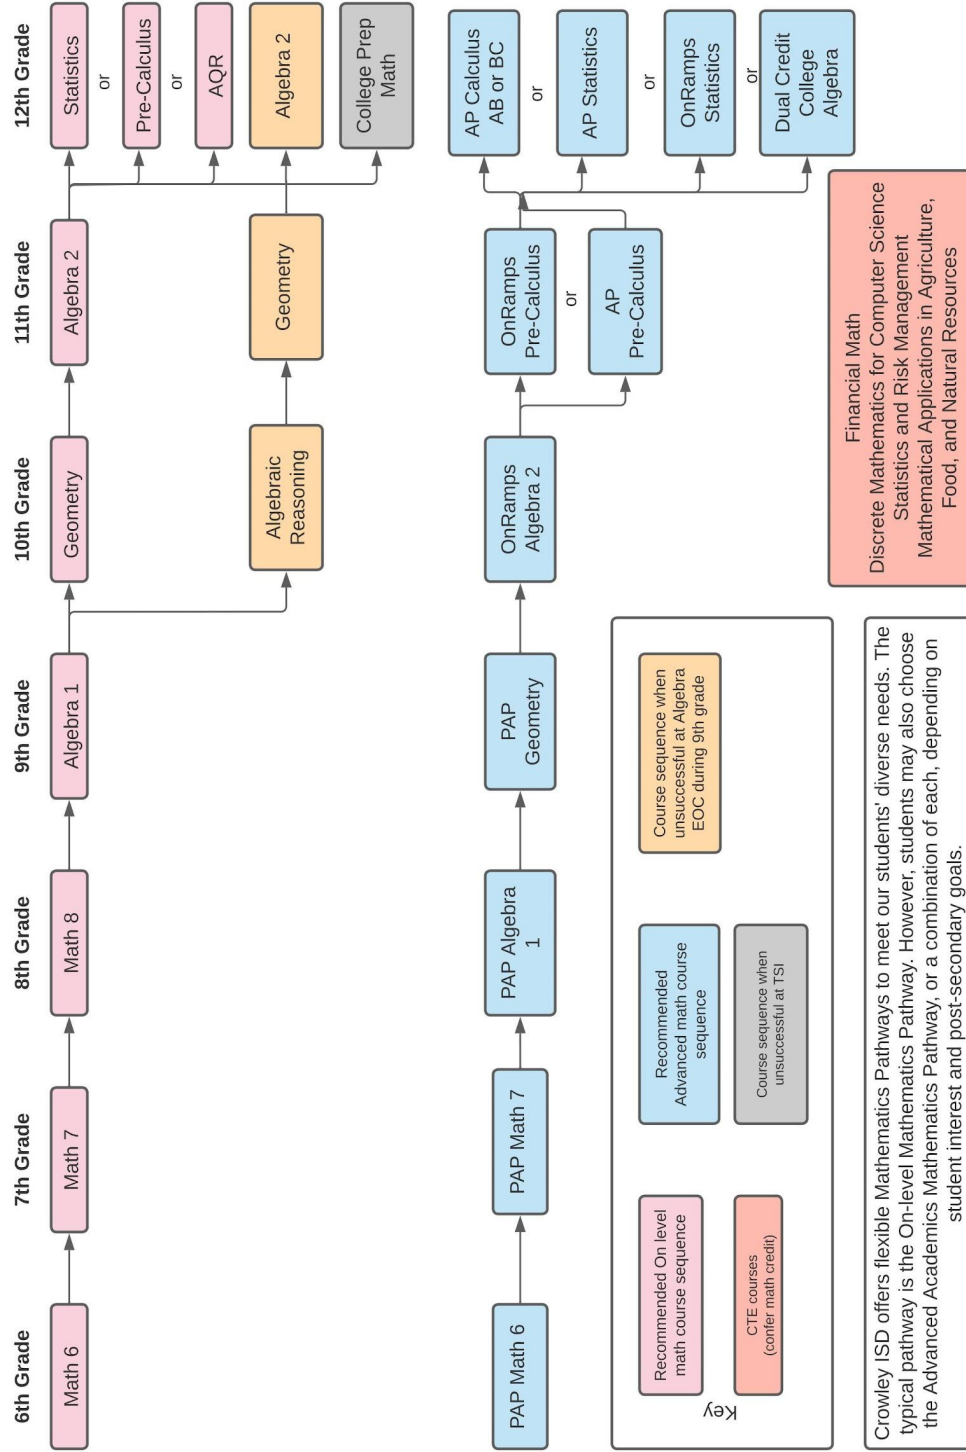 6th Grade
7th Grade
8th Grade
9th Grade
10th Grade
11th Grade
12th Grade
Math 6
Math 7
Math 8
Algebra 1
Geometry
Algebra 2
Statistics
or
Pre-Calculus
or
AQR
Algebraic
Reasoning
Geometry
Algebra 2
College Prep
Math
PAP Math 6
PAP Math 7
PAP Algebra
1
PAP
Geometry
OnRamps
Algebra 2
OnRamps
Pre-Calculus
or
AP
Pre-Calculus
AP Calculus
AB or BC
or
AP Statistics
or
OnRamps
Statistics
or
Dual Credit
College
Algebra
Key
Recommended On level
math course sequence
Recommended
Advanced math course
sequence
Course sequence when
unsuccessful at Algebra
EOC during 9th grade
CTE courses
(confer math credit)
Course sequence when
unsuccessful at TSI
Financial Math
Discrete Mathematics for Computer Science
Statistics and Risk Management
Mathematical Applications in Agriculture,
Food, and Natural Resources
Crowley ISD offers flexible Mathematics Pathways to meet our students' diverse needs. The
typical pathway is the On-level Mathematics Pathway. However, students may also choose
the Advanced Academics Mathematics Pathway, or a combination of each, depending on
student interest and post-secondary goals.